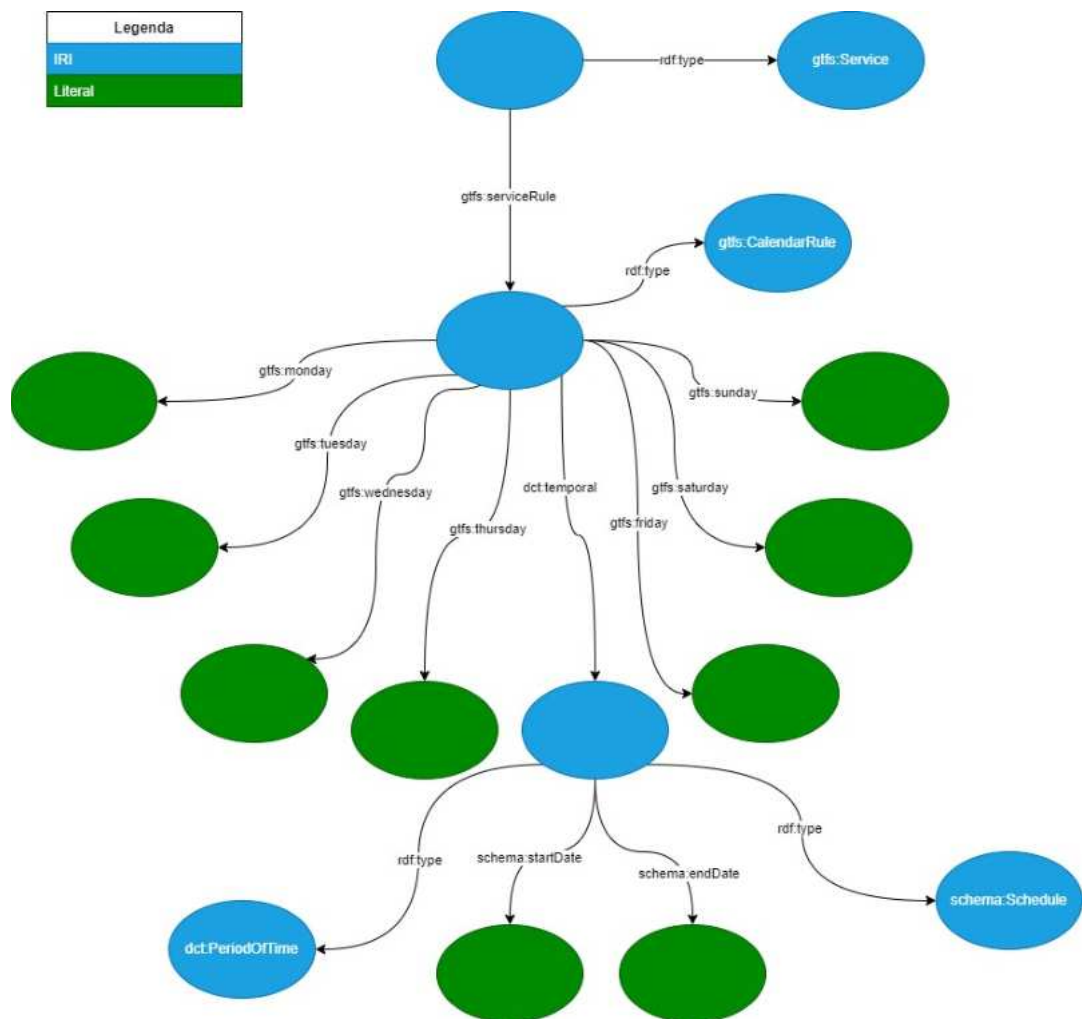 Legenda
IRI
Literal
rdf:type
gtfs:Service
gtfs:serviceRule
gtfs:CalendarRule
rdf:type
gtfs:monday
gtfs:sunday
gtfs:tuesday
dct:temporal
gtfs:saturday
gtfs:wednesday
gtfs:thursday
gtfs:friday
rdf:type
rdf:type
schema:startDate
schema:endDate
schema:Schedule
dct:PeriodOfTime